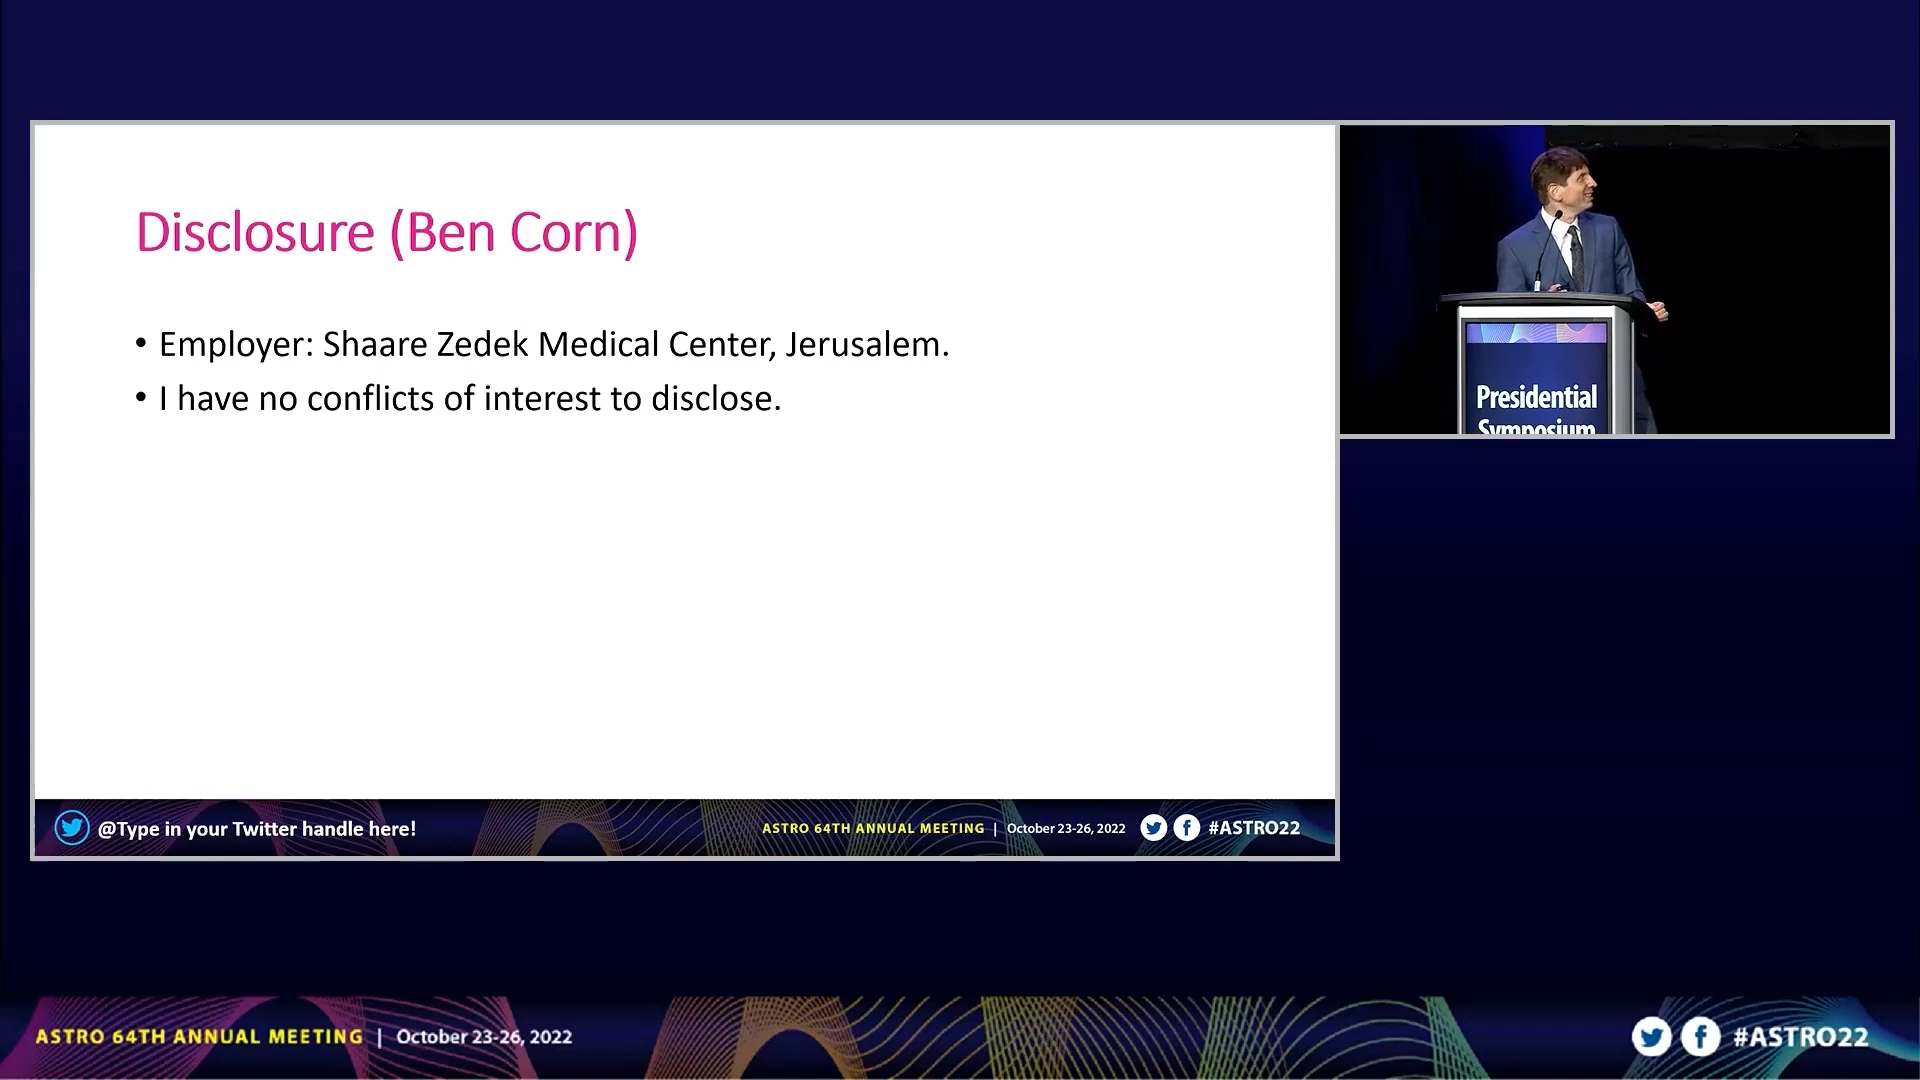 Disclosure (Ben Corn)
• Employer: Shaare Zedek Medical Center, Jerusalem.
• I have no conflicts of interest to disclose.
@Type in your Twitter handle here!
ASTRO 64TH ANNUAL MEETING | October 23-26, 2022 #ASTRO22
Presidential
Symposium
ASTRO 64TH ANNUAL MEETING | October 23-26, 2022
#ASTRO22